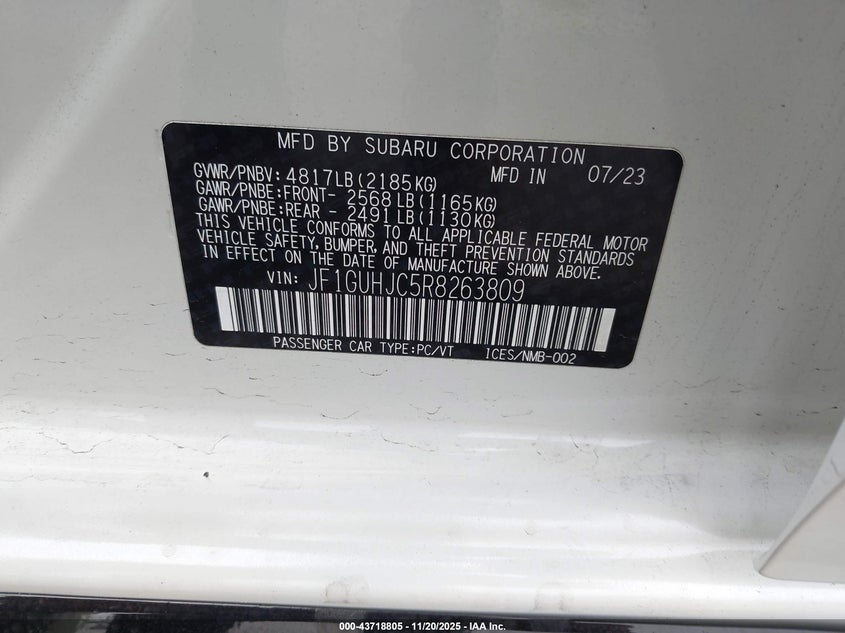 MFD BY SUBARU CORPORATION
GVWR/PNBV: 4817LB (2185KG) MFD IN 07/23
GAWR/PNBE:FRONT- 2568LB (1165KG)
GAWR/PNBE:REAR - 2491LB (1130KG)
THIS VEHICLE CONFORMS TO ALL APPLICABLE FEDERAL MOTOR
VEHICLE SAFETY, BUMPER, AND THEFT PREVENTION STANDARDS
IN EFFECT ON THE DATE OF MANUFACTURE SHOWN ABOVE.
VIN: JF1GUHJC5R8263809
PASSENGER CAR TYPE:PC/VT ICES/NMB-002
000-43718805 - 11/20/2025 - IAA Inc.